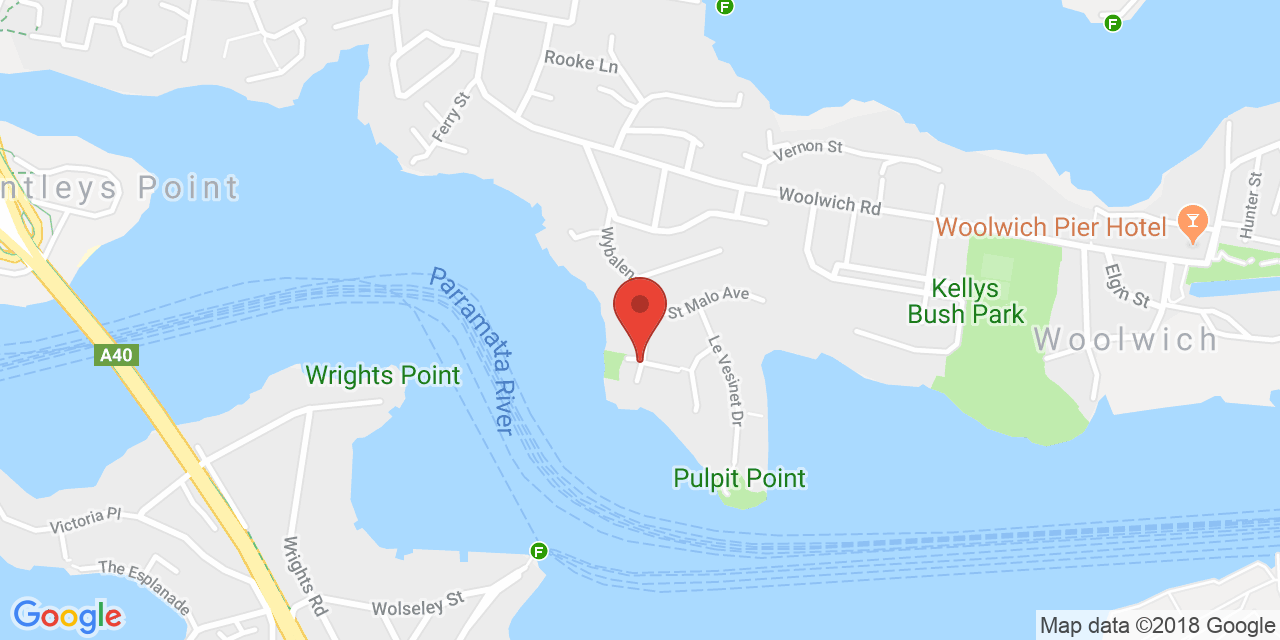 F
F
Rooke Ln
Ferry St
Vernon St
ntleys Point
Woolwich Rd
Hunter St
Woolwich Pier Hotel
Wybalen
Parramatta River
Elgin St
Kellys
Bush Park
St Malo Ave
Woolwich
A40
Le Vesinet Dr
Wrights Point
Pulpit Point
Victoria Pl
F
Wrights Rd
The Esplanade
Wolseley St
Google
Map data ©2018 Google